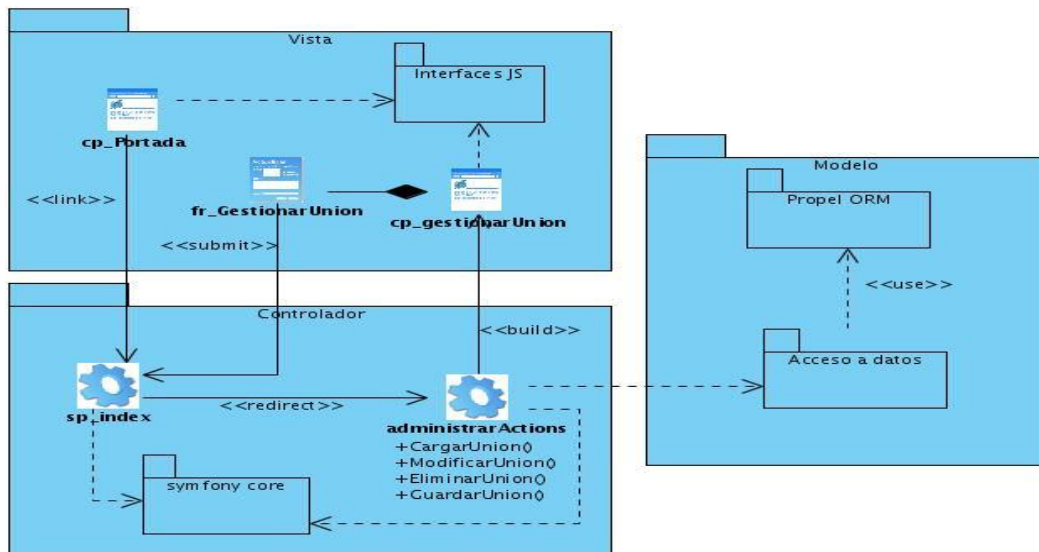 Vista
Interfaces JS
cp_Portada
<<link>>
fr_GestionarUnion
cp_gestionarUnion
<<submit>>
Controlador
<<build>>
sp_index
<<redirect>>
administrarActions
+CargarUnion()
+ModificarUnion()
+EliminarUnion()
+GuardarUnion()
symfony core
Modelo
Propel ORM
<<use>>
Acceso a datos